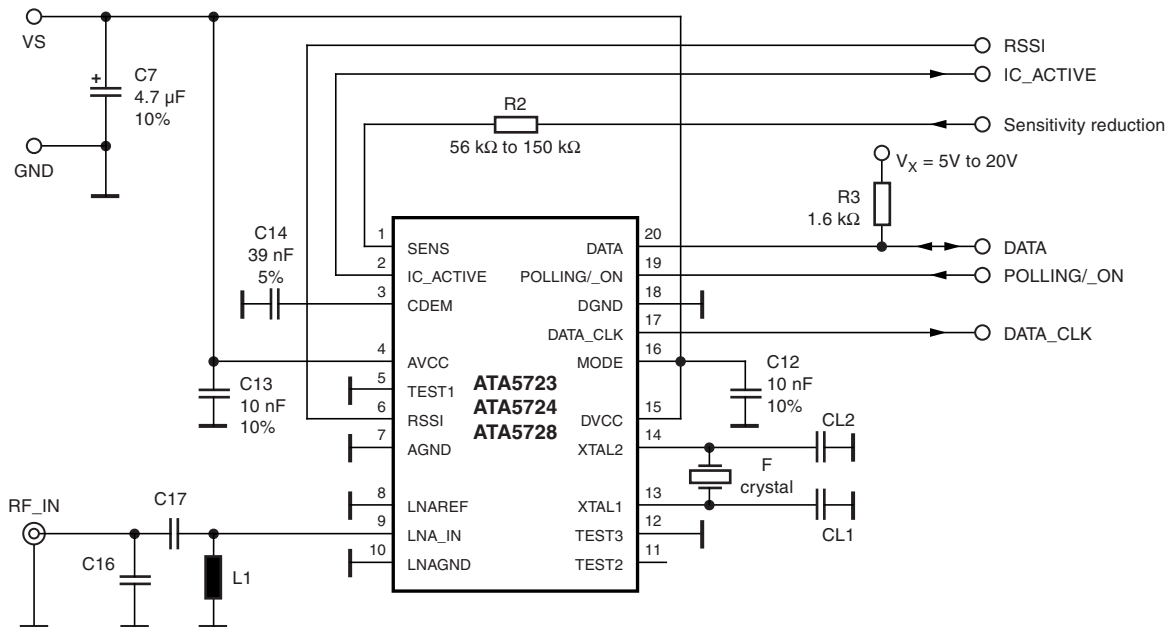 VS
C7
4.7 µF
10%
+
GND
RSSI
IC_ACTIVE
R2
56 kΩ to 150 kΩ
Sensitivity reduction
VX = 5V to 20V
R3
1.6 kΩ
C14
39 nF
5%
1 SENS
2 IC_ACTIVE
3 CDEM
4 AVCC
5 TEST1
6 RSSI
7 AGND
8 LNAREF
9 LNA_IN
10 LNAGND
ATA5723
ATA5724
ATA5728
DATA 20
POLLING/_ON 19
DGND 18
DATA_CLK 17
MODE 16
DVCC 15
XTAL2 14
XTAL1 13
TEST3 12
TEST2 11
DATA
POLLING/_ON
DATA_CLK
C12
10 nF
10%
C13
10 nF
10%
CL2
F
crystal
CL1
RF_IN
C17
C16
L1